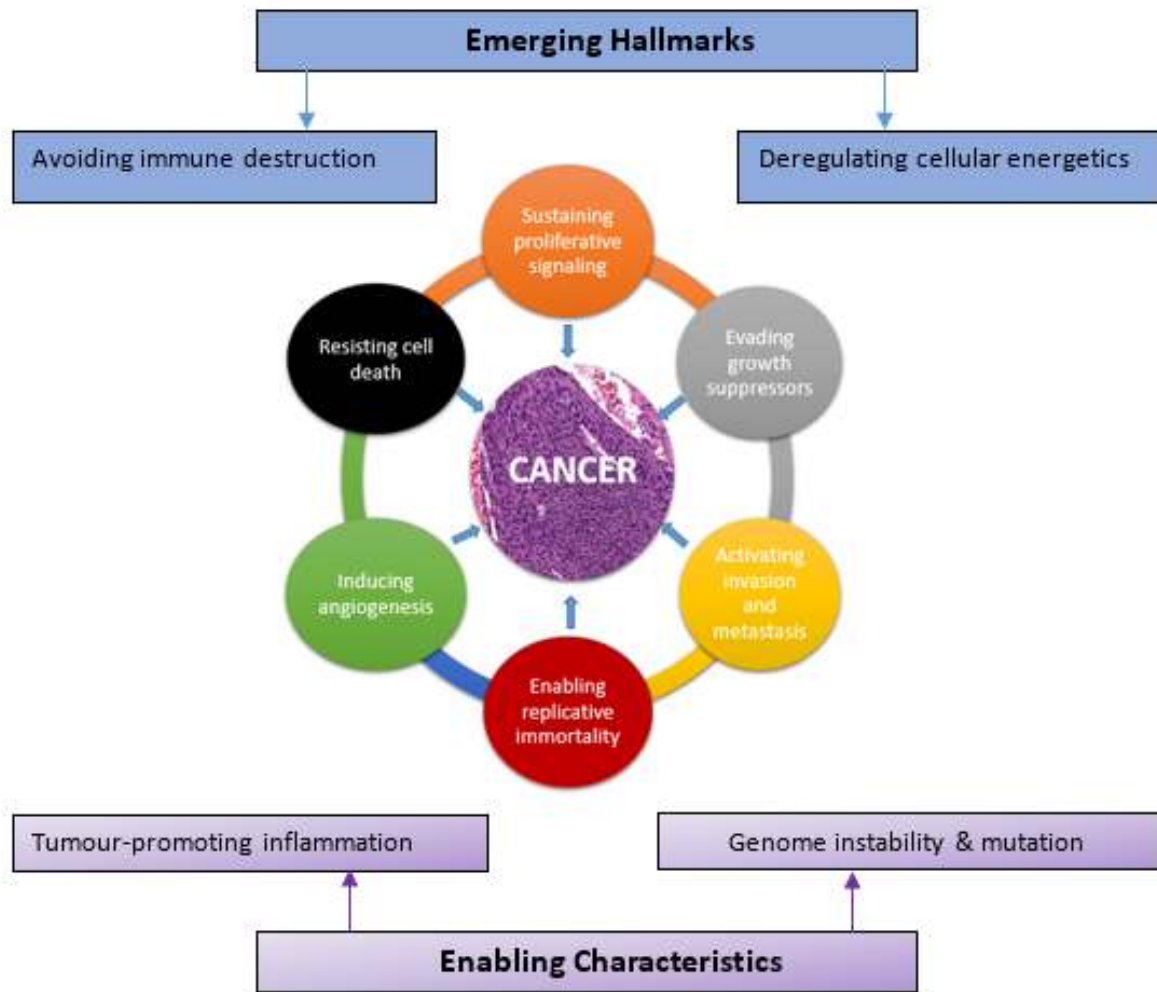 Emerging Hallmarks
Avoiding immune destruction
Deregulating cellular energetics
Sustaining
proliferative
signaling
Resisting cell
death
Evading
growth
suppressors
CANCER
Inducing
angiogenesis
Activating
invasion
and
metastasis
Enabling
replicative
immortality
Tumour-promoting inflammation
Genome instability & mutation
Enabling Characteristics